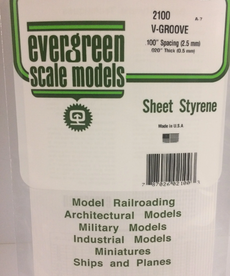 2100 A-7
V-GROOVE
.100" Spacing (2.5 mm)
.020" Thick (0.5 mm)
evergreen
scale models
Sheet Styrene
Made in U.S.A.
Model Railroading
Architectural Models
Military Models
Industrial Models
Miniatures
Ships and Planes